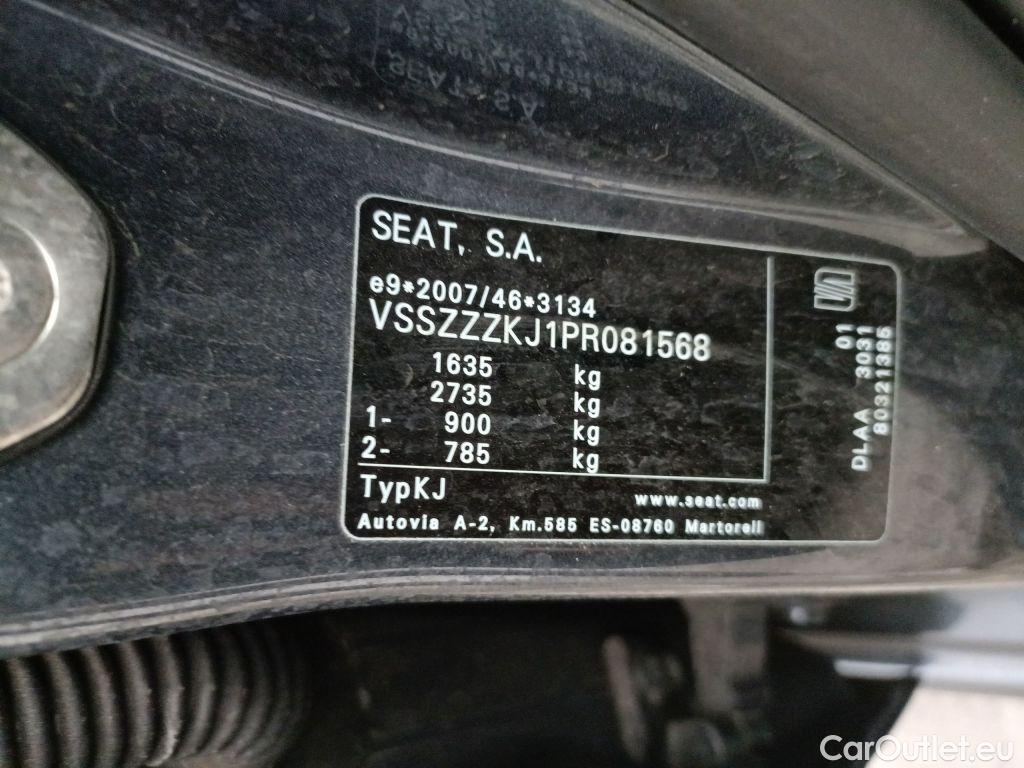 SEAT, S.A.
e9*2007/46*3134
VSSZZZKJ1PR081568
1635 kg
2735 kg
1- 900 kg
2- 785 kg
TypKJ
www.seat.com
Autovia A-2, Km.585 ES-08760 Martorell
DLAA 3031 01
80321385
CarOutlet.eu